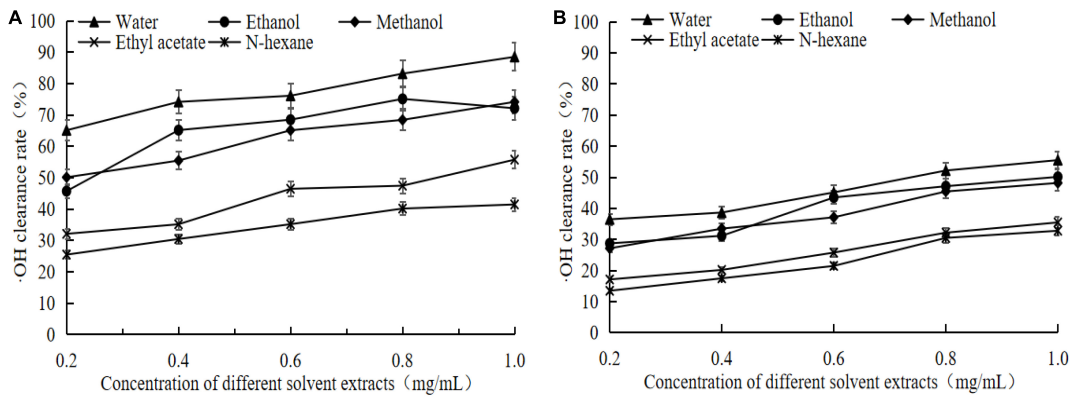 A
100
90
80
70
60
50
40
30
20
10
0
·OH clearance rate（%）
Water
Ethanol
Methanol
Ethyl acetate
N-hexane
0.2
0.4
0.6
0.8
1.0
Concentration of different solvent extracts（mg/mL）
B
100
90
80
70
60
50
40
30
20
10
0
·OH clearance rate（%）
Water
Ethanol
Methanol
Ethyl acetate
N-hexane
0.2
0.4
0.6
0.8
1.0
Concentration of different solvent extracts（mg/mL）